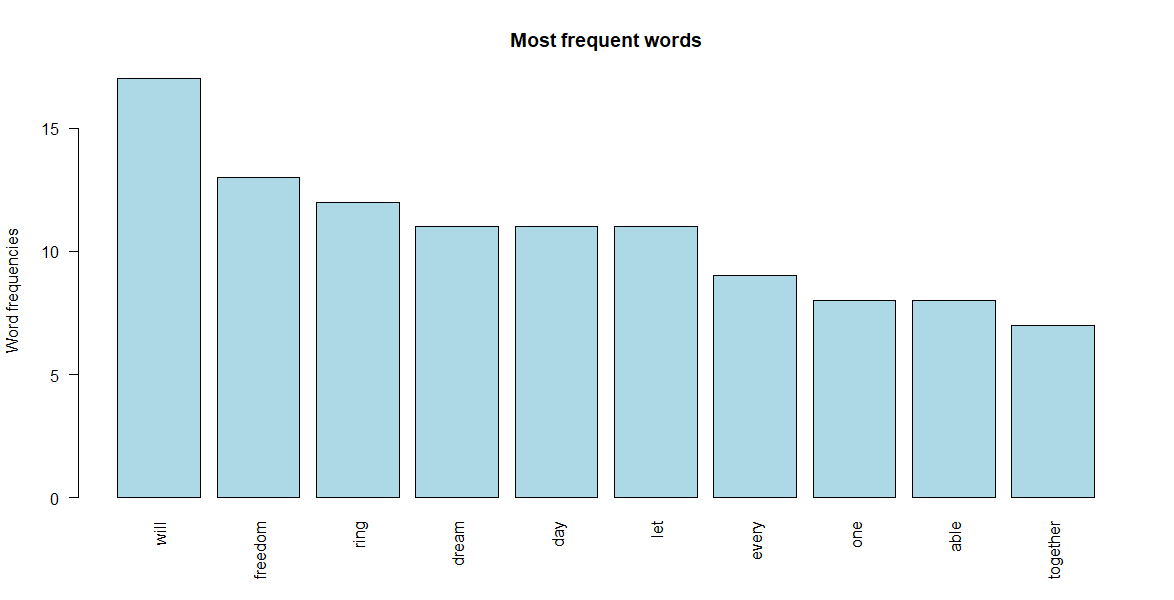 Most frequent words
Word frequencies
15
10
5
0
will
freedom
ring
dream
day
let
every
one
able
together